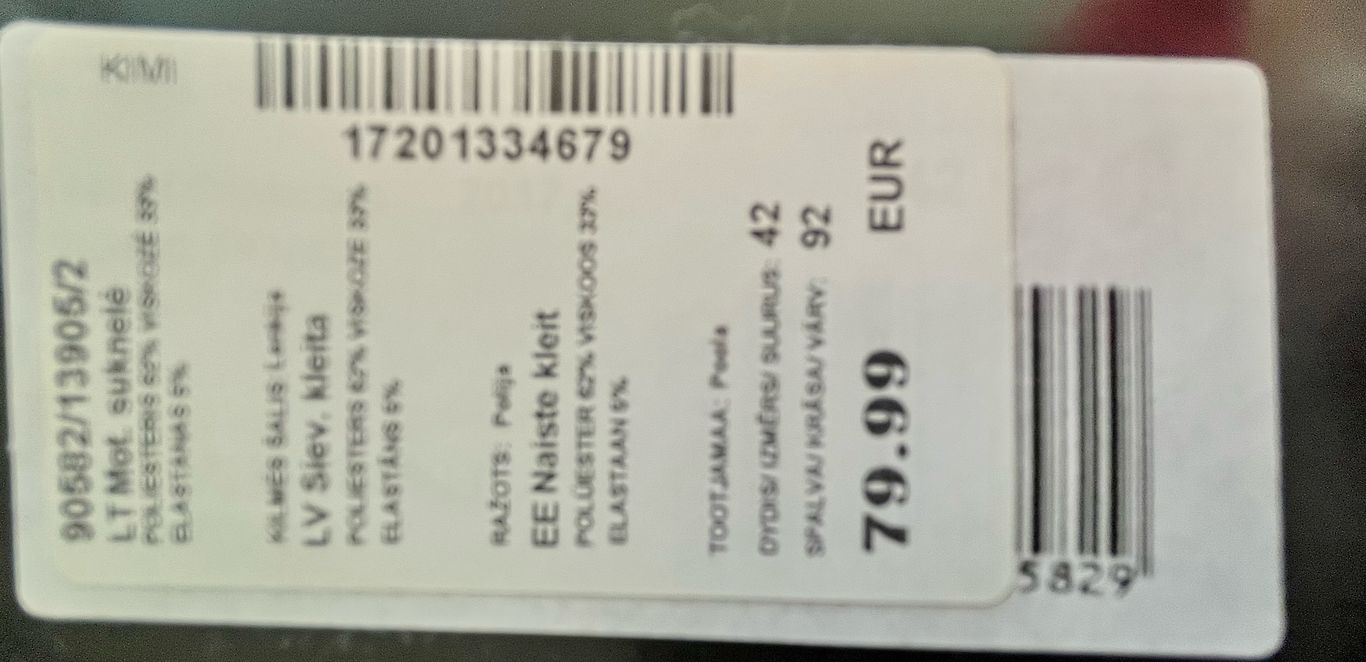 KIMI
17201334679
90582/13905/2
LT Mot. suknelė
POLIESTERIS 62% VISKOZĖ 33%
ELASTANAS 5%
KILMĖS ŠALIS Lenkija
LV Siev. kleita
POLIESTERS 62% VISKOZE 33%
ELASTĀNS 5%
RAŽOTS: Polija
EE Naiste kleit
POLÜESTER 62% VISKOOS 33%
ELASTAAN 5%
TOOTJAMAA: Poola
DYDIS/ IZMĒRS/ SUURUS: 42
SPALVA/ KRĀSA/ VÄRV: 92
79.99 EUR
5829